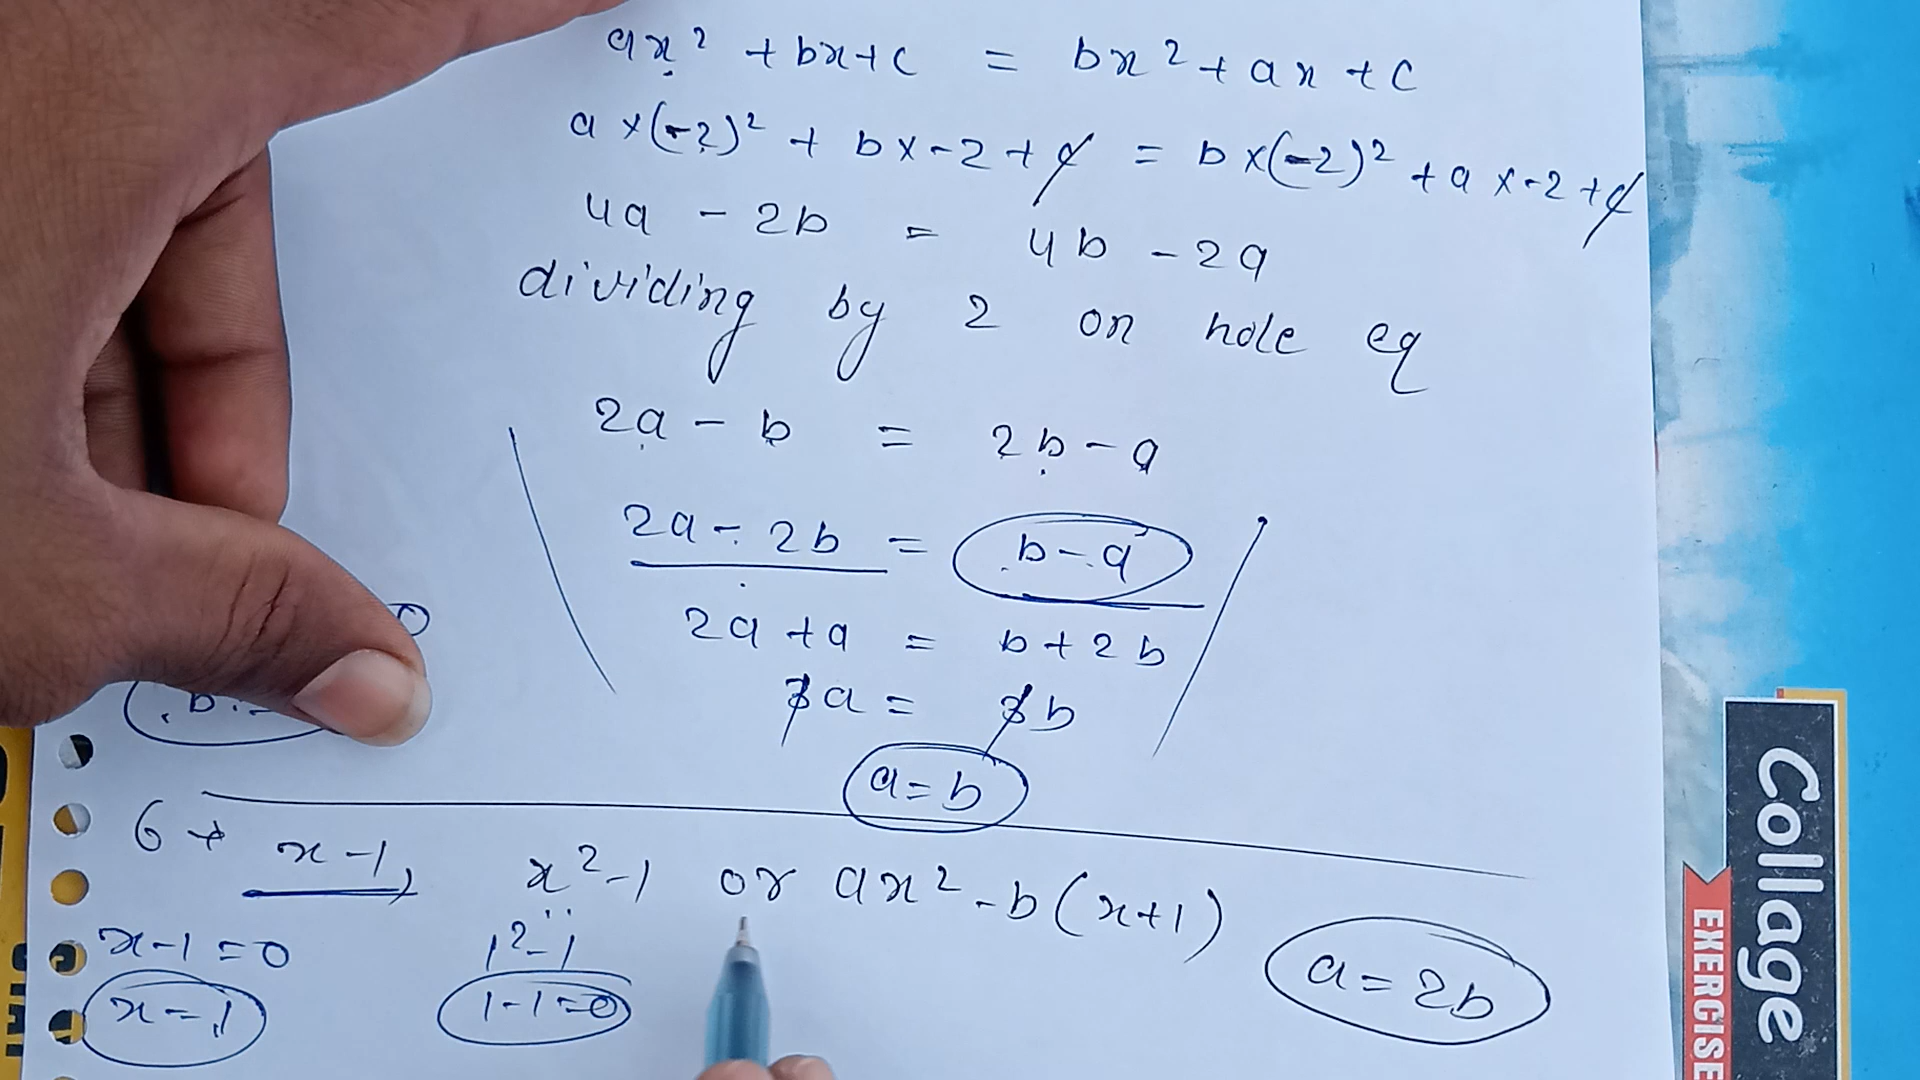 ax² + bx + c = bx² + ax + c
a × (-2)² + b × -2 + c = b × (-2)² + a × -2 + c
4a - 2b = 4b - 2a
dividing by 2 on hole eq
2a - b = 2b - a
2a - 2b = b - a
2a + a = b + 2b
3a = 3b
a = b
6 → x - 1, x² - 1 or ax² - b(x+1)
x - 1 = 0
1² - 1
a = 2b
x = 1
1 - 1 = 0
Collage
EXERCISE